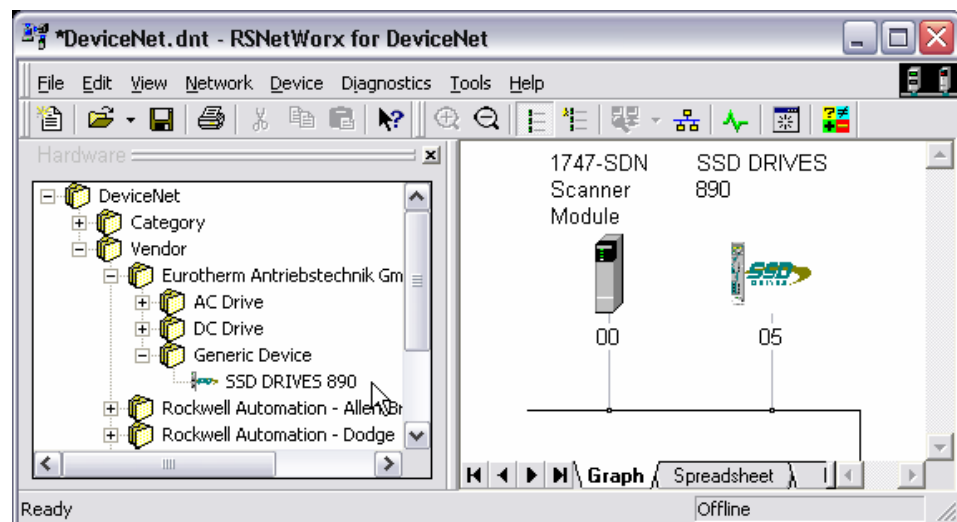 *DeviceNet.dnt - RSNetWorx for DeviceNet
File Edit View Network Device Diagnostics Tools Help
Hardware
DeviceNet
Category
Vendor
Eurotherm Antriebstechnik Gm
AC Drive
DC Drive
Generic Device
SSD DRIVES 890
Rockwell Automation - Allen-Br
Rockwell Automation - Dodge
1747-SDN
Scanner
Module
SSD DRIVES
890
SSD
DRIVES
00
05
Graph Spreadsheet
Ready
Offline